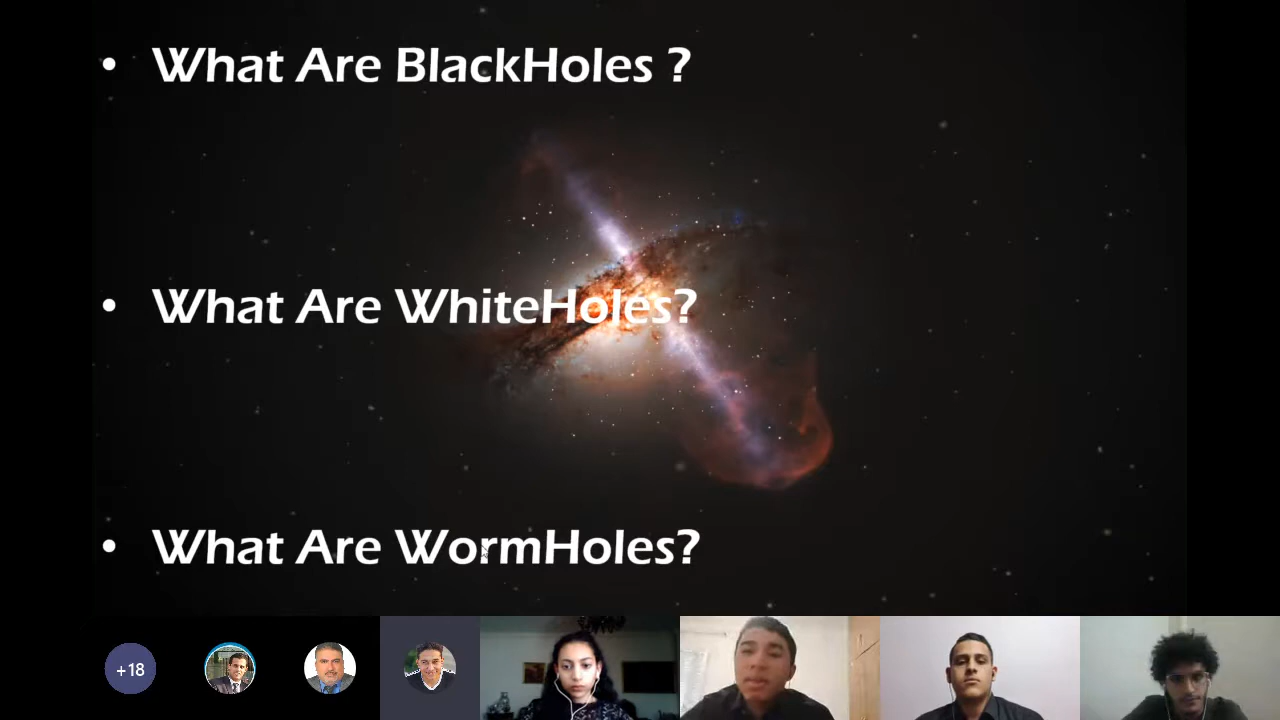 • What Are BlackHoles ?
• What Are WhiteHoles?
• What Are WormHoles?
+18